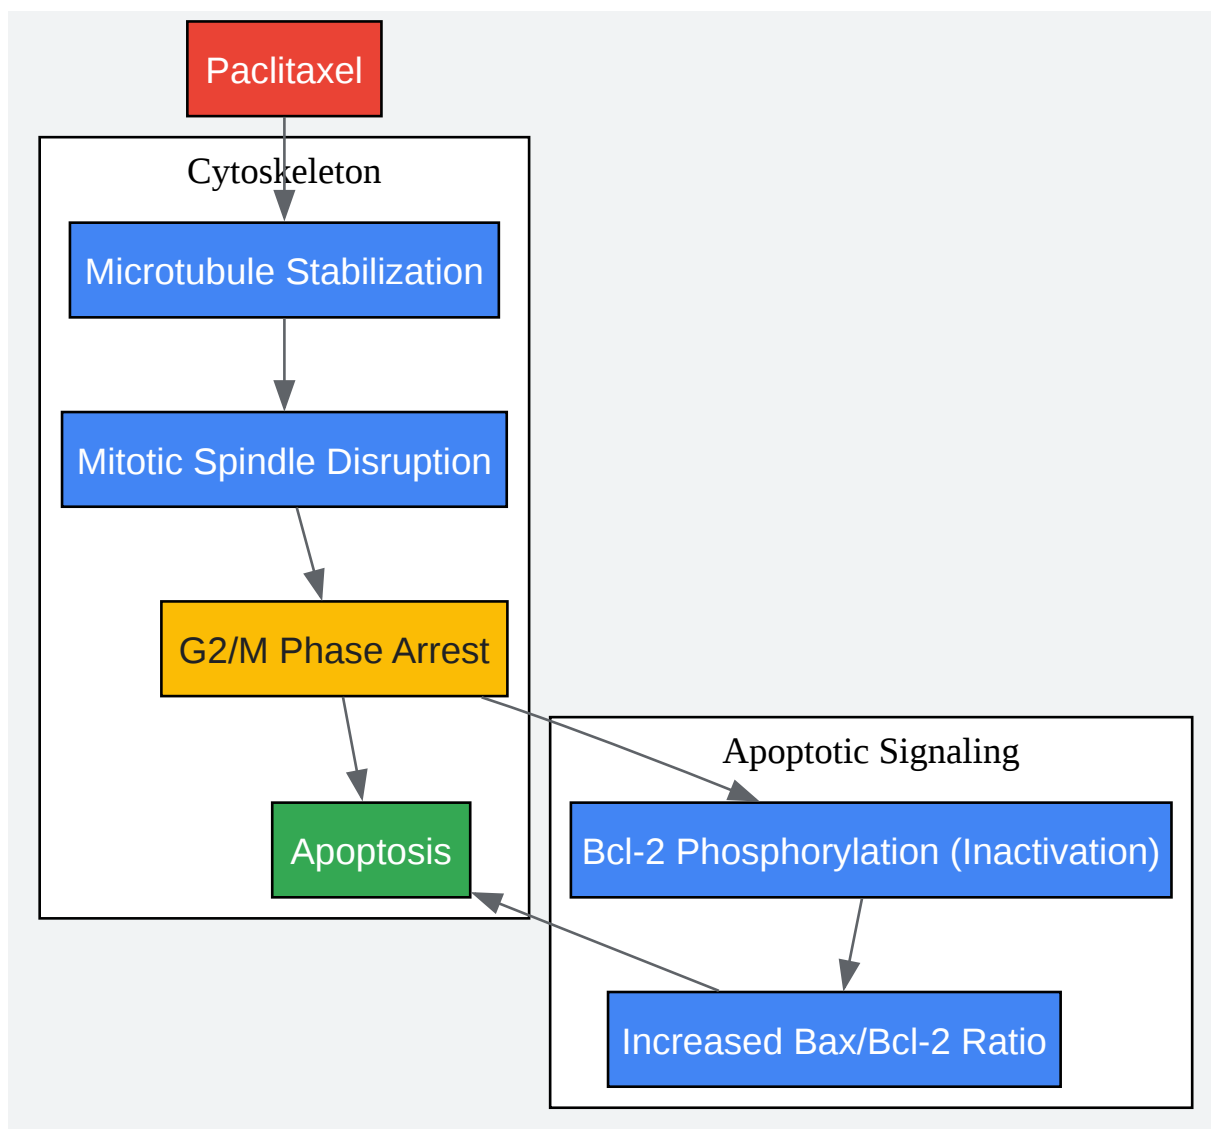 Paclitaxel
Cytoskeleton
Microtubule Stabilization
Mitotic Spindle Disruption
G2/M Phase Arrest
Apoptotic Signaling
Apoptosis
Bcl-2 Phosphorylation (Inactivation)
Increased Bax/Bcl-2 Ratio